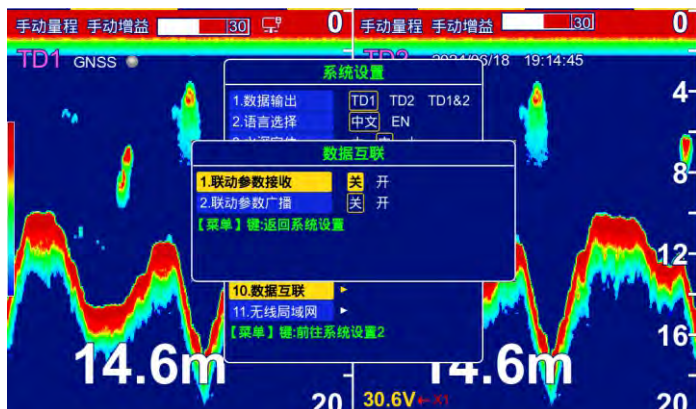 手动量程 手动增益 30 0
手动量程 手动增益 30 0
TD1 GNSS
19:14:45
系统设置
1.数据输出 TD1 TD2 TD1&2
2.语言选择 中文 EN
4
数据互联
8
1.联动参数接收 关 开
2.联动参数广播 关 开
【菜单】键:返回系统设置
12
10.数据互联
11.无线局域网
【菜单】键:前往系统设置2
16
14.6m
4.6m
20
30.6V
X1
20